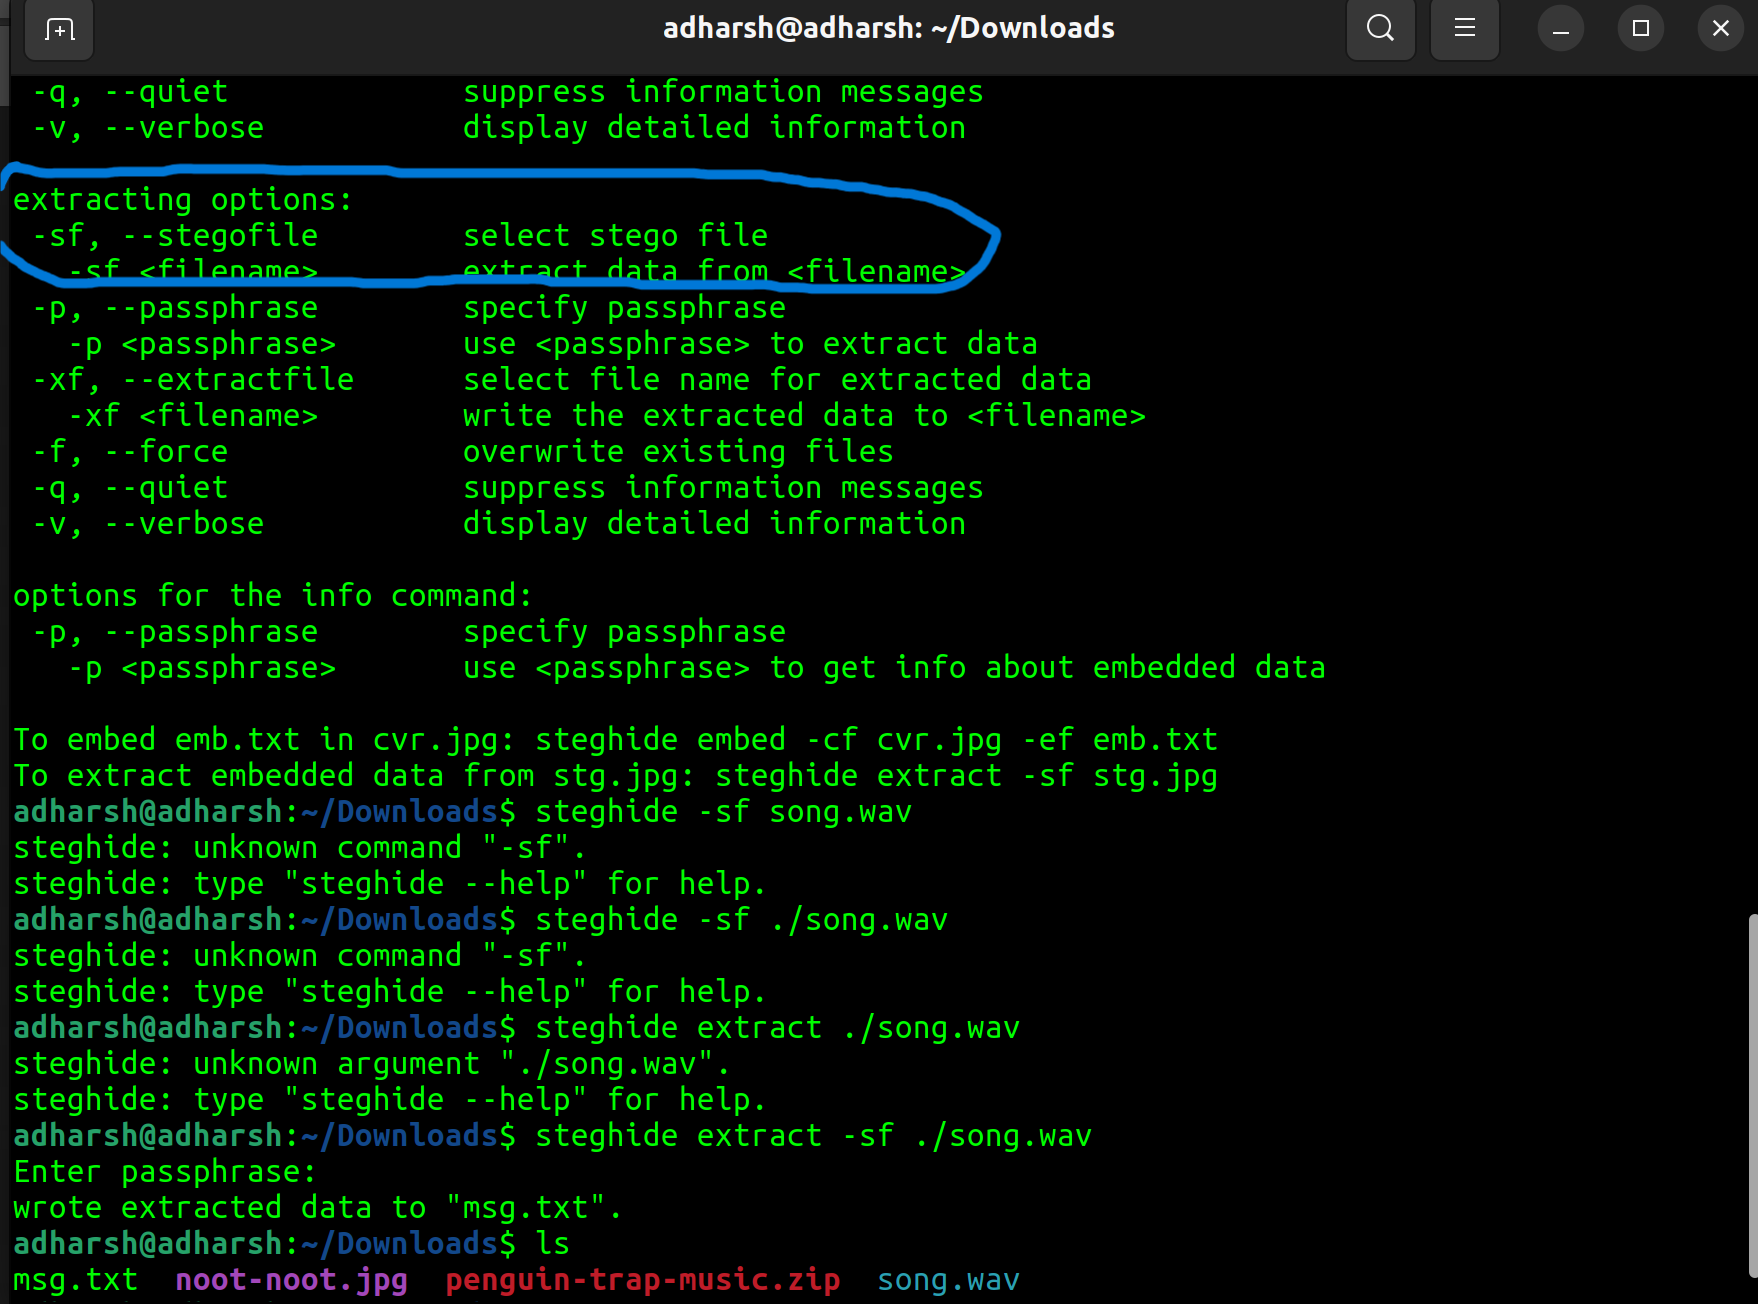 adharsh@adharsh: ~/Downloads
-q, --quiet suppress information messages
-v, --verbose display detailed information
extracting options:
-sf, --stegofile select stego file
-sf <filename> extract data from <filename>
-p, --passphrase specify passphrase
-p <passphrase> use <passphrase> to extract data
-xf, --extractfile select file name for extracted data
-xf <filename> write the extracted data to <filename>
-f, --force overwrite existing files
-q, --quiet suppress information messages
-v, --verbose display detailed information
options for the info command:
-p, --passphrase specify passphrase
-p <passphrase> use <passphrase> to get info about embedded data
To embed emb.txt in cvr.jpg: steghide embed -cf cvr.jpg -ef emb.txt
To extract embedded data from stg.jpg: steghide extract -sf stg.jpg
adharsh@adharsh:~/Downloads$ steghide -sf song.wav
steghide: unknown command "-sf".
steghide: type "steghide --help" for help.
adharsh@adharsh:~/Downloads$ steghide -sf ./song.wav
steghide: unknown command "-sf".
steghide: type "steghide --help" for help.
adharsh@adharsh:~/Downloads$ steghide extract ./song.wav
steghide: unknown argument "./song.wav".
steghide: type "steghide --help" for help.
adharsh@adharsh:~/Downloads$ steghide extract -sf ./song.wav
Enter passphrase:
wrote extracted data to "msg.txt".
adharsh@adharsh:~/Downloads$ ls
msg.txt noot-noot.jpg penguin-trap-music.zip song.wav